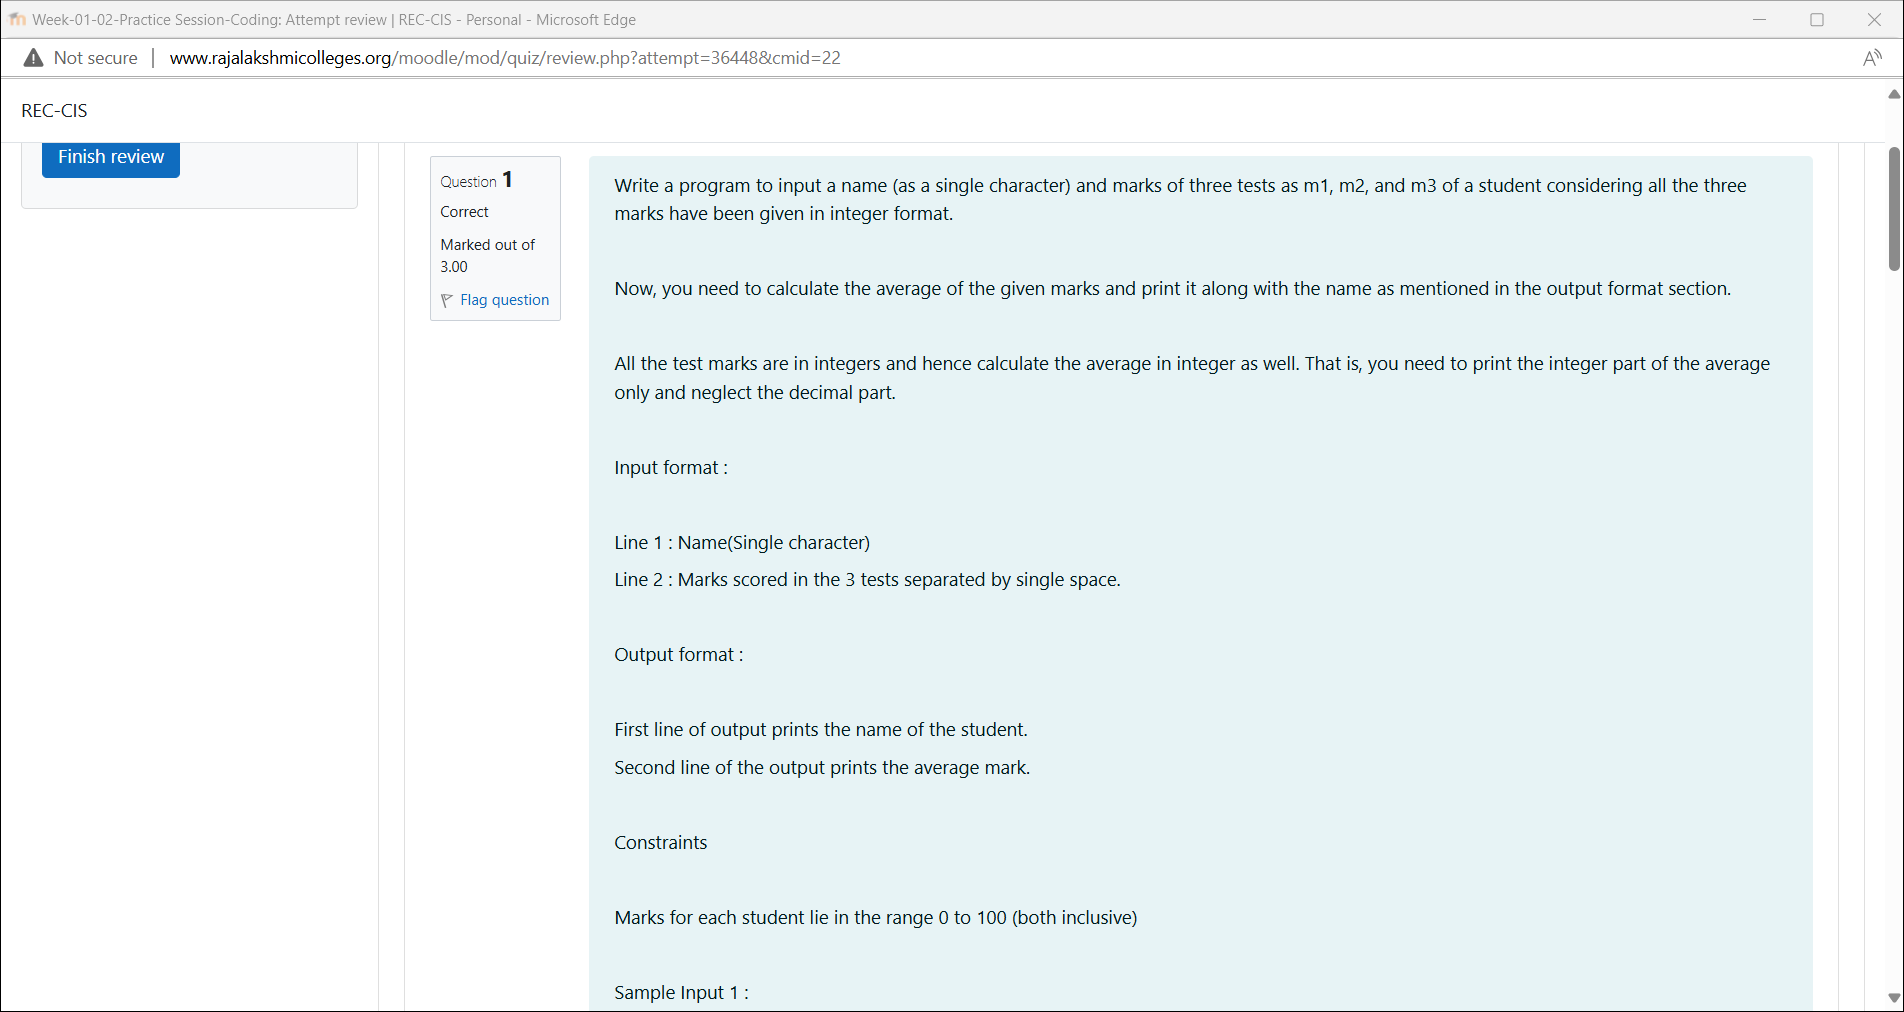 Week-01-02-Practice Session-Coding: Attempt review | REC-CIS - Personal - Microsoft Edge
Not secure | www.rajalakshmicolleges.org/moodle/mod/quiz/review.php?attempt=36448&cmid=22
REC-CIS
Finish review
Question 1
Correct
Marked out of
3.00
Flag question
Write a program to input a name (as a single character) and marks of three tests as m1, m2, and m3 of a student considering all the three
marks have been given in integer format.
Now, you need to calculate the average of the given marks and print it along with the name as mentioned in the output format section.
All the test marks are in integers and hence calculate the average in integer as well. That is, you need to print the integer part of the average
only and neglect the decimal part.
Input format :
Line 1 : Name(Single character)
Line 2 : Marks scored in the 3 tests separated by single space.
Output format :
First line of output prints the name of the student.
Second line of the output prints the average mark.
Constraints
Marks for each student lie in the range 0 to 100 (both inclusive)
Sample Input 1 :